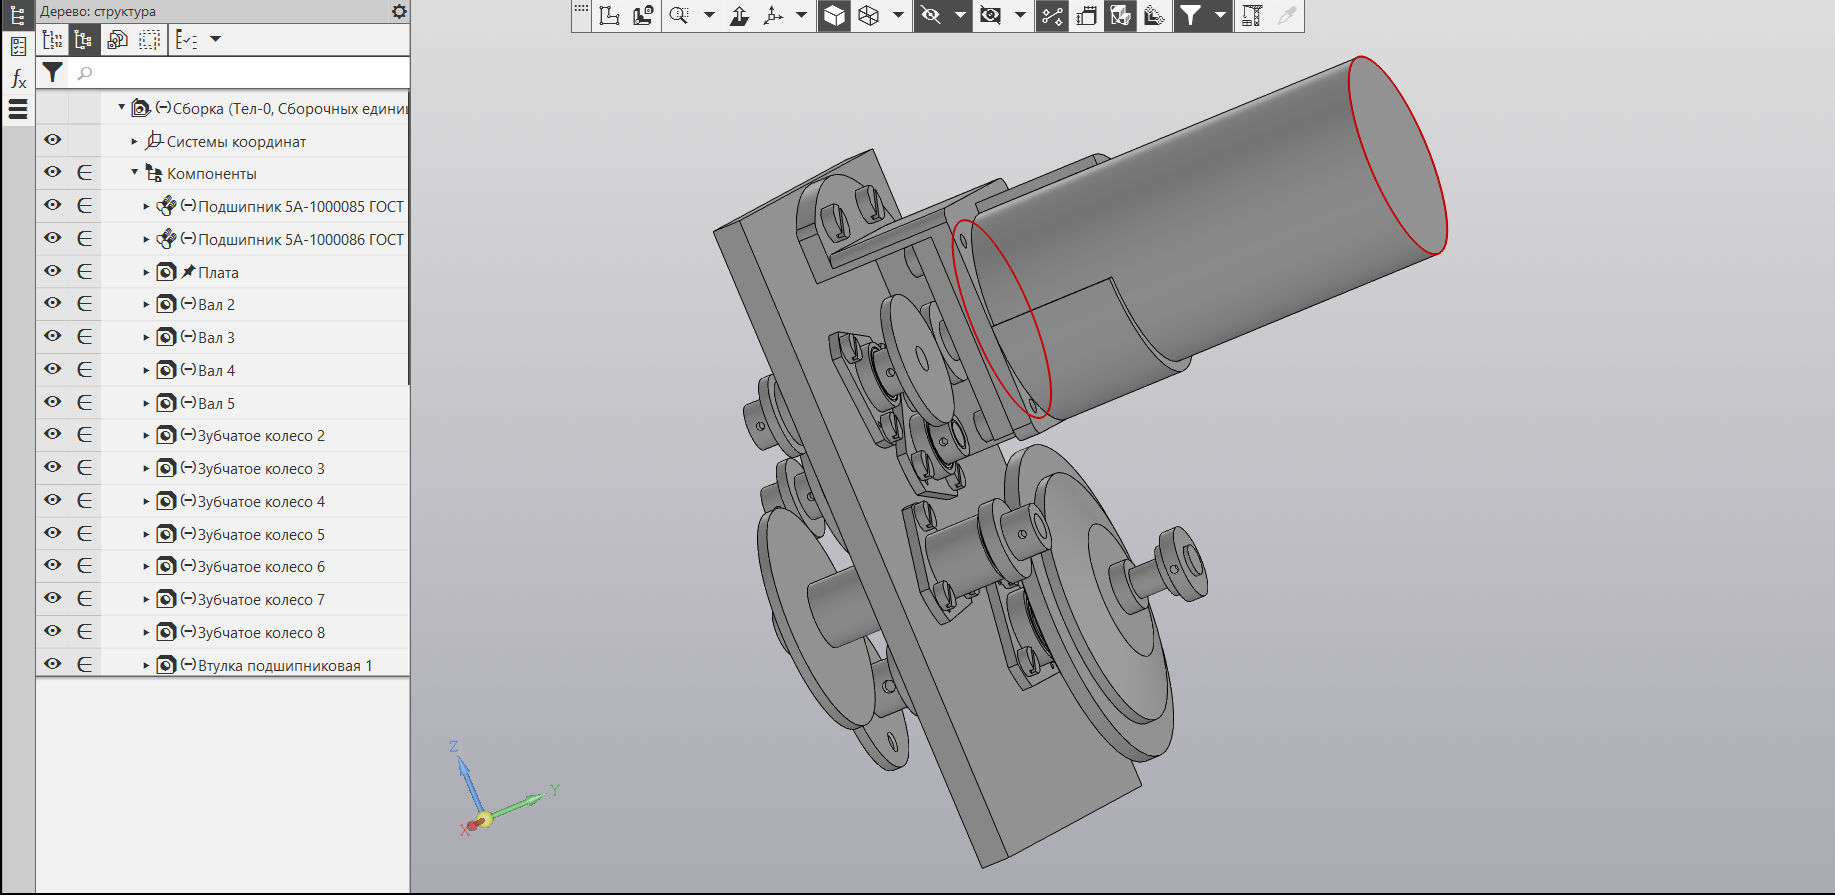 Дерево: структура
fx
Сборка (Тел-0, Сборочных едини
Системы координат
Компоненты
(-)Подшипник 5А-1000085 ГОСТ
(-)Подшипник 5А-1000086 ГОСТ
Плата
(-)Вал 2
(-)Вал 3
(-)Вал 4
(-)Вал 5
(-)Зубчатое колесо 2
(-)Зубчатое колесо 3
(-)Зубчатое колесо 4
(-)Зубчатое колесо 5
(-)Зубчатое колесо 6
(-)Зубчатое колесо 7
(-)Зубчатое колесо 8
(-)Втулка подшипниковая 1
Z
Y
X